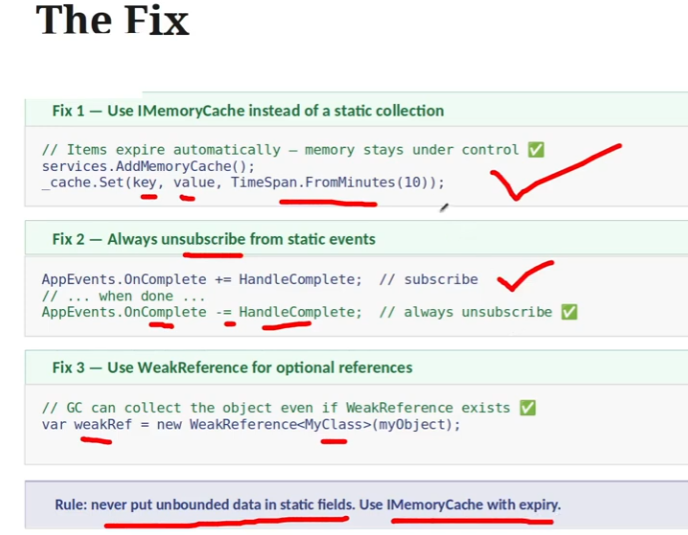 The Fix
Fix 1 — Use IMemoryCache instead of a static collection
// Items expire automatically — memory stays under control ✅
services.AddMemoryCache();
_cache.Set(key, value, TimeSpan.FromMinutes(10));
Fix 2 — Always unsubscribe from static events
AppEvents.OnComplete += HandleComplete;  // subscribe
// ... when done ...
AppEvents.OnComplete -= HandleComplete;  // always unsubscribe ✅
Fix 3 — Use WeakReference for optional references
// GC can collect the object even if WeakReference exists ✅
var weakRef = new WeakReference<MyClass>(myObject);
Rule: never put unbounded data in static fields. Use IMemoryCache with expiry.